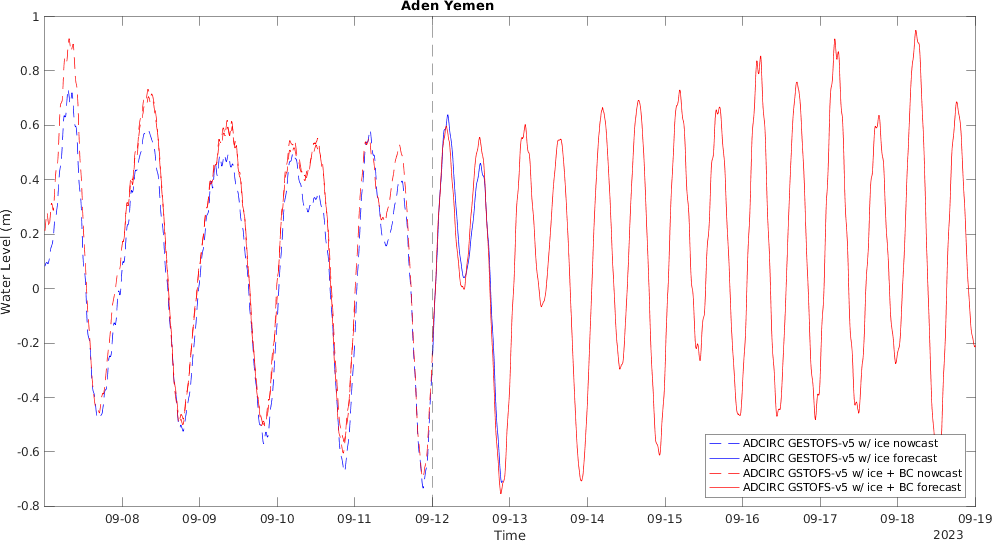 Aden Yemen
Water Level (m)
1
0.8
0.6
0.4
0.2
0
-0.2
-0.4
-0.6
-0.8
ADCIRC GESTOFS-v5 w/ ice nowcast
ADCIRC GESTOFS-v5 w/ ice forecast
ADCIRC GSTOFS-v5 w/ ice + BC nowcast
ADCIRC GSTOFS-v5 w/ ice + BC forecast
09-08 09-09 09-10 09-11 09-12 09-13 09-14 09-15 09-16 09-17 09-18 09-19
Time
2023